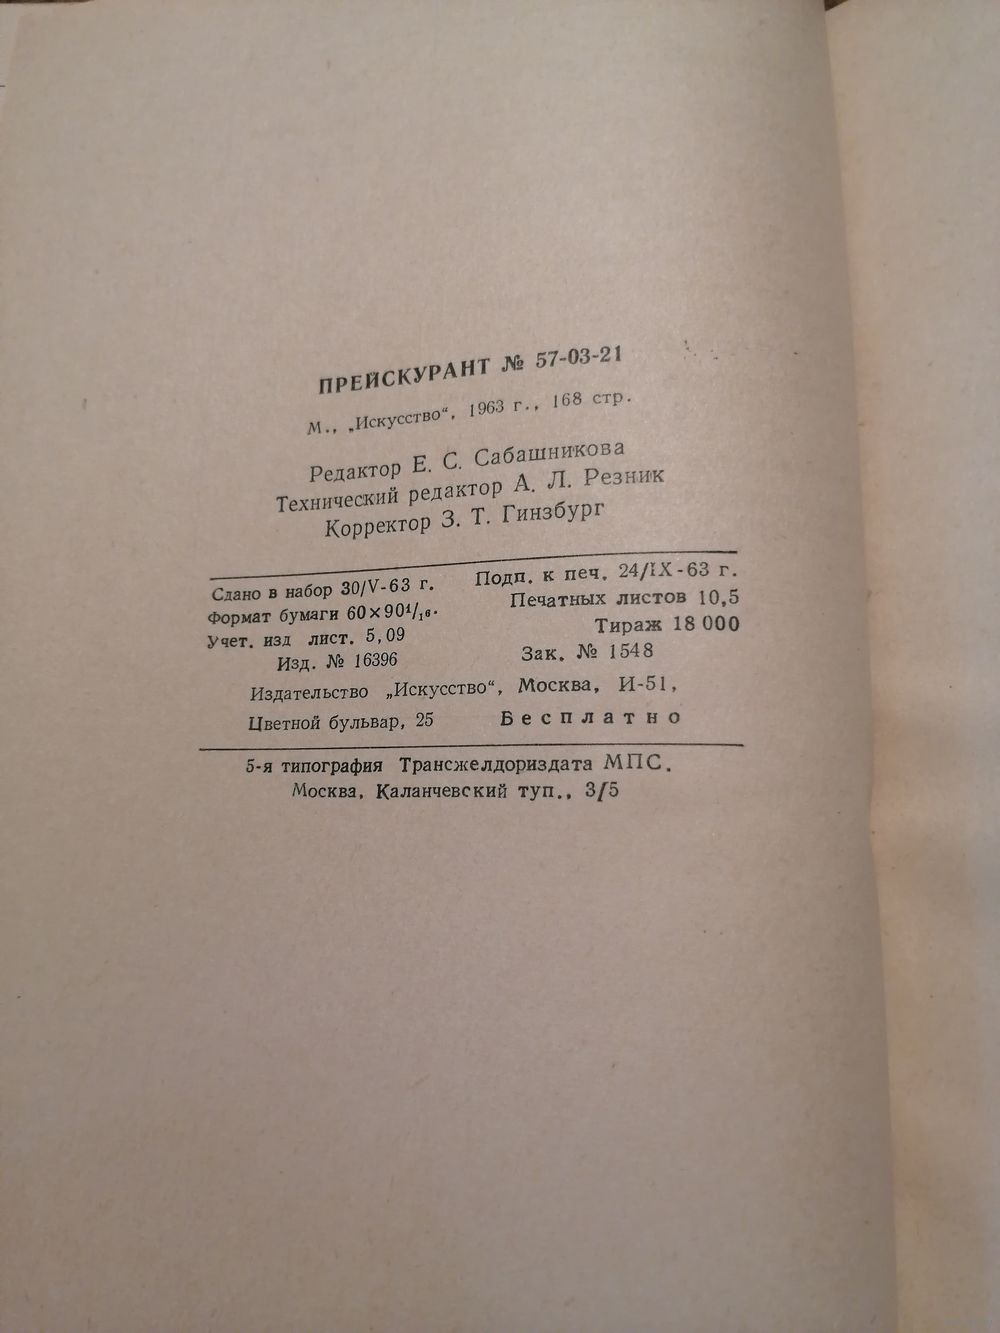 ПРЕЙСКУРАНТ № 57-03-21
М., „Искусство“, 1963 г., 168 стр.
Редактор Е. С. Сабашникова
Технический редактор А. Л. Резник
Корректор З. Т. Гинзбург
Сдано в набор 30/V-63 г. Подп. к печ. 24/IX-63 г.
Формат бумаги 60×90¹/₁₆. Печатных листов 10,5
Учет. изд лист. 5,09 Тираж 18 000
Изд. № 16396 Зак. № 1548
Издательство „Искусство“, Москва, И-51,
Цветной бульвар, 25 Бесплатно
5-я типография Трансжелдориздата МПС.
Москва, Каланчевский туп., 3/5